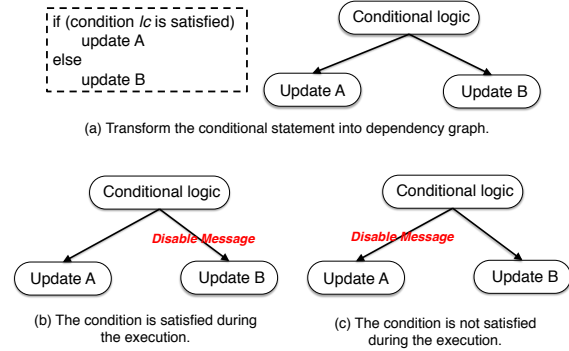 if (condition lc is satisfied)
update A
else
update B
Conditional logic
Update A
Update B
(a) Transform the conditional statement into dependency graph.
Conditional logic
Disable Message
Update A
Update B
(b) The condition is satisfied during
the execution.
Conditional logic
Disable Message
Update A
Update B
(c) The condition is not satisfied
during the execution.